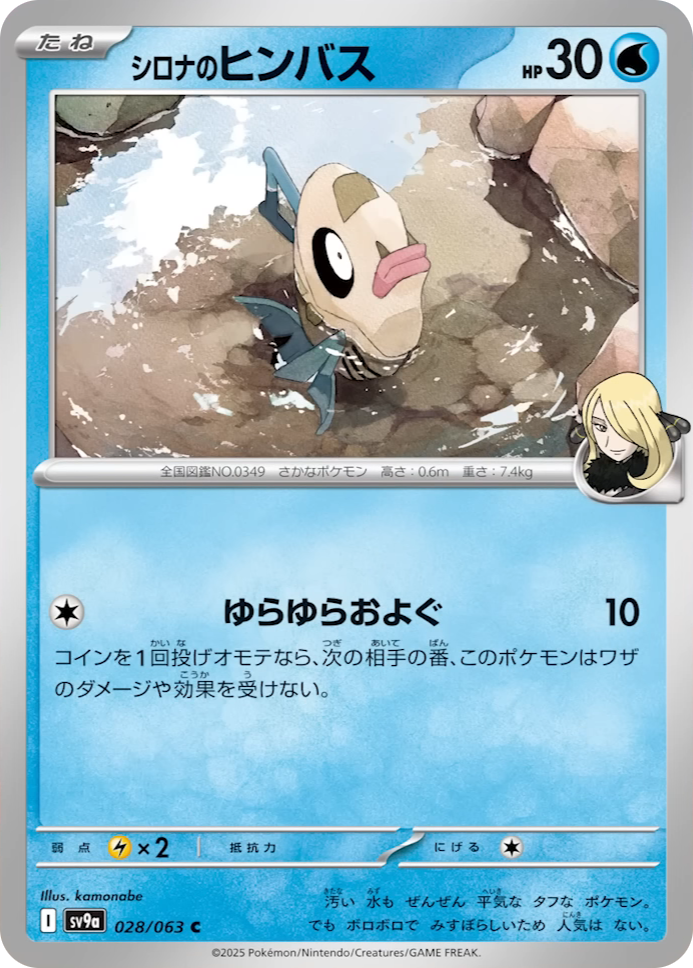 たね
シロナのヒンバス
HP30
全国図鑑NO.0349 さかなポケモン 高さ:0.6m 重さ:7.4kg
ゆらゆらおよぐ 10
コインを1回投げオモテなら、次の相手の番、このポケモンはワザ
のダメージや効果を受けない。
弱点 ×2 抵抗力 にげる
Illus. kamonabe
汚い 水も ぜんぜん 平気な タフな ポケモン。
でも ボロボロで みすぼらしいため 人気は ない。
I sv9a 028/063 C
©2025 Pokémon/Nintendo/Creatures/GAME FREAK.